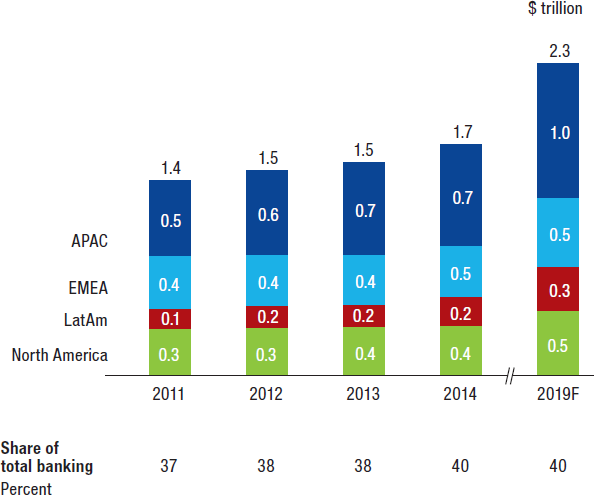 $ trillion
2.3
1.7
1.5
1.5
1.4
1.0
0.7
0.7
0.6
0.5
APAC
0.5
0.5
0.4
0.4
0.4
EMEA
0.3
0.2
0.2
0.2
0.1
LatAm
0.5
0.4
0.4
0.3
0.3
North America
2011 2012 2013 2014 2019F
Share of
total banking 37 38 38 40 40
Percent